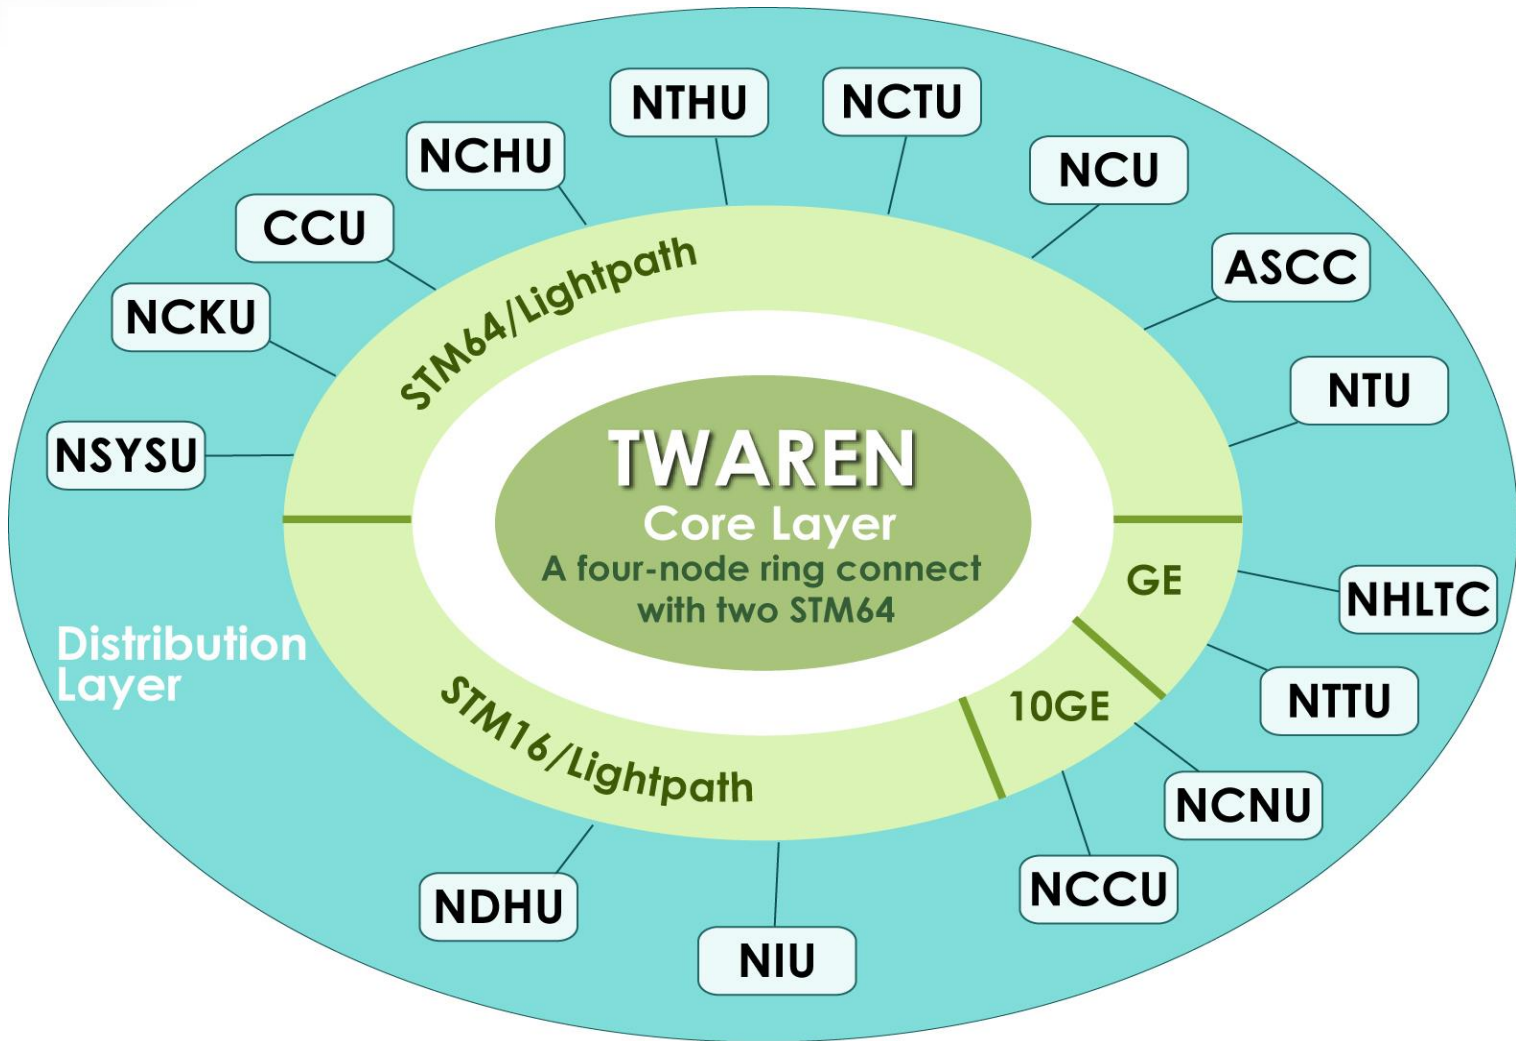 NTHU
NCTU
NCHU
NCU
CCU
ASCC
NCKU
STM64/Lightpath
NTU
NSYSU
TWAREN
Core Layer
A four-node ring connect
with two STM64
GE
NHLTC
Distribution
Layer
NTTU
10GE
STM16/Lightpath
NCNU
NCCU
NDHU
NIU